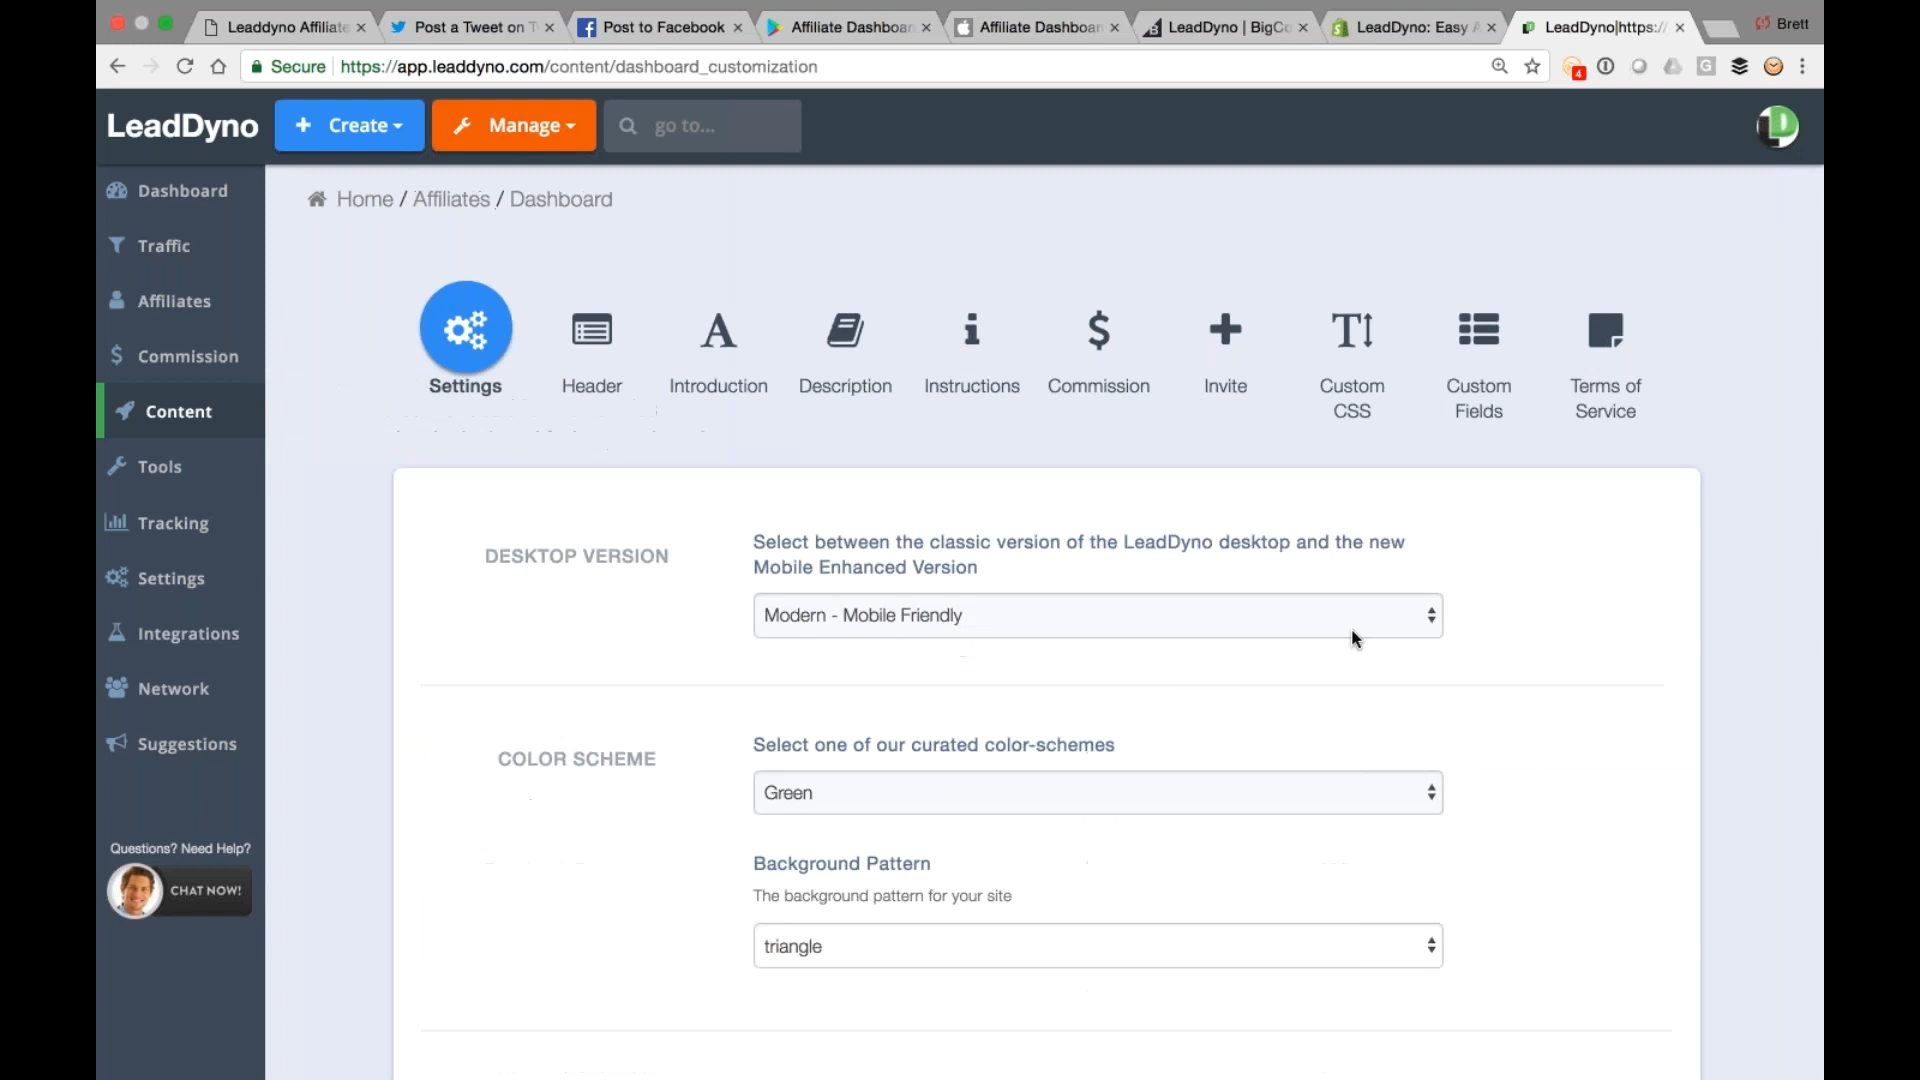 Leaddyno Affiliate
Post a Tweet on T
Post to Facebook
Affiliate Dashboar
Affiliate Dashboar
LeadDyno | BigCo
LeadDyno: Easy A
LeadDyno|https://
Brett
Secure https://app.leaddyno.com/content/dashboard_customization
4
G
LeadDyno
+ Create
Manage
go to...
Dashboard
Traffic
Affiliates
Commission
Content
Tools
Tracking
Settings
Integrations
Network
Suggestions
Questions? Need Help?
CHAT NOW!
Home / Affiliates / Dashboard
Settings
Header
Introduction
Description
Instructions
Commission
Invite
Custom
CSS
Custom
Fields
Terms of
Service
DESKTOP VERSION
Select between the classic version of the LeadDyno desktop and the new
Mobile Enhanced Version
Modern - Mobile Friendly
COLOR SCHEME
Select one of our curated color-schemes
Green
Background Pattern
The background pattern for your site
triangle